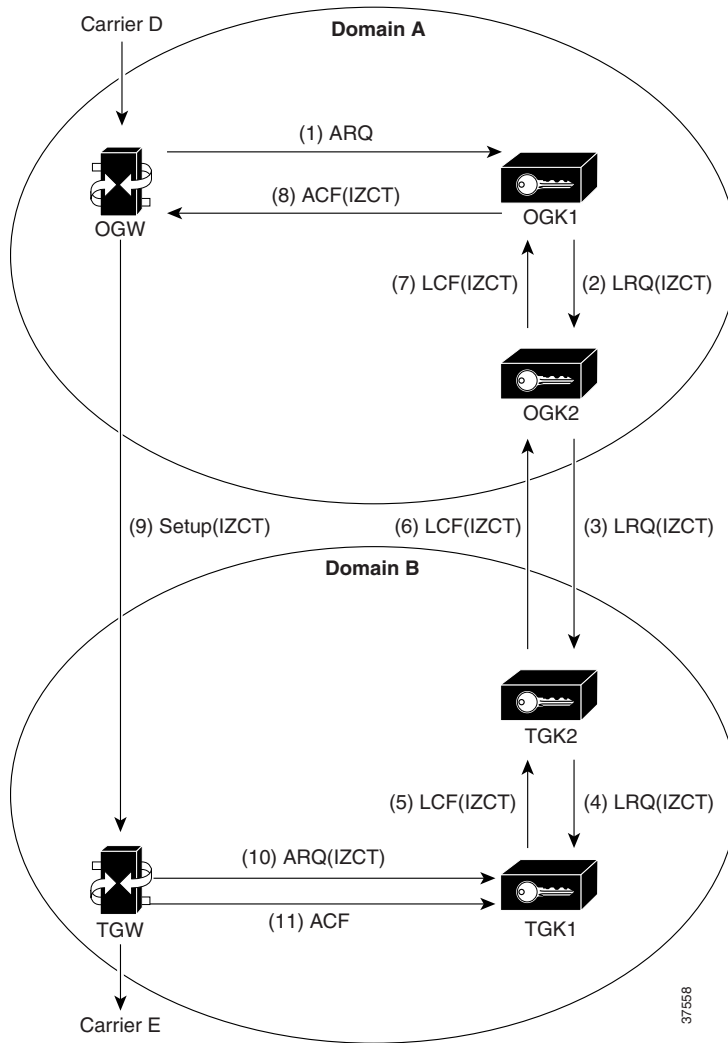 Carrier D
Domain A
(1) ARQ
(8) ACF(IZCT)
OGW
OGK1
(7) LCF(IZCT)
(2) LRQ(IZCT)
OGK2
(9) Setup(IZCT)
(6) LCF(IZCT)
(3) LRQ(IZCT)
Domain B
TGK2
(5) LCF(IZCT)
(4) LRQ(IZCT)
(10) ARQ(IZCT)
(11) ACF
TGW
TGK1
Carrier E
37558